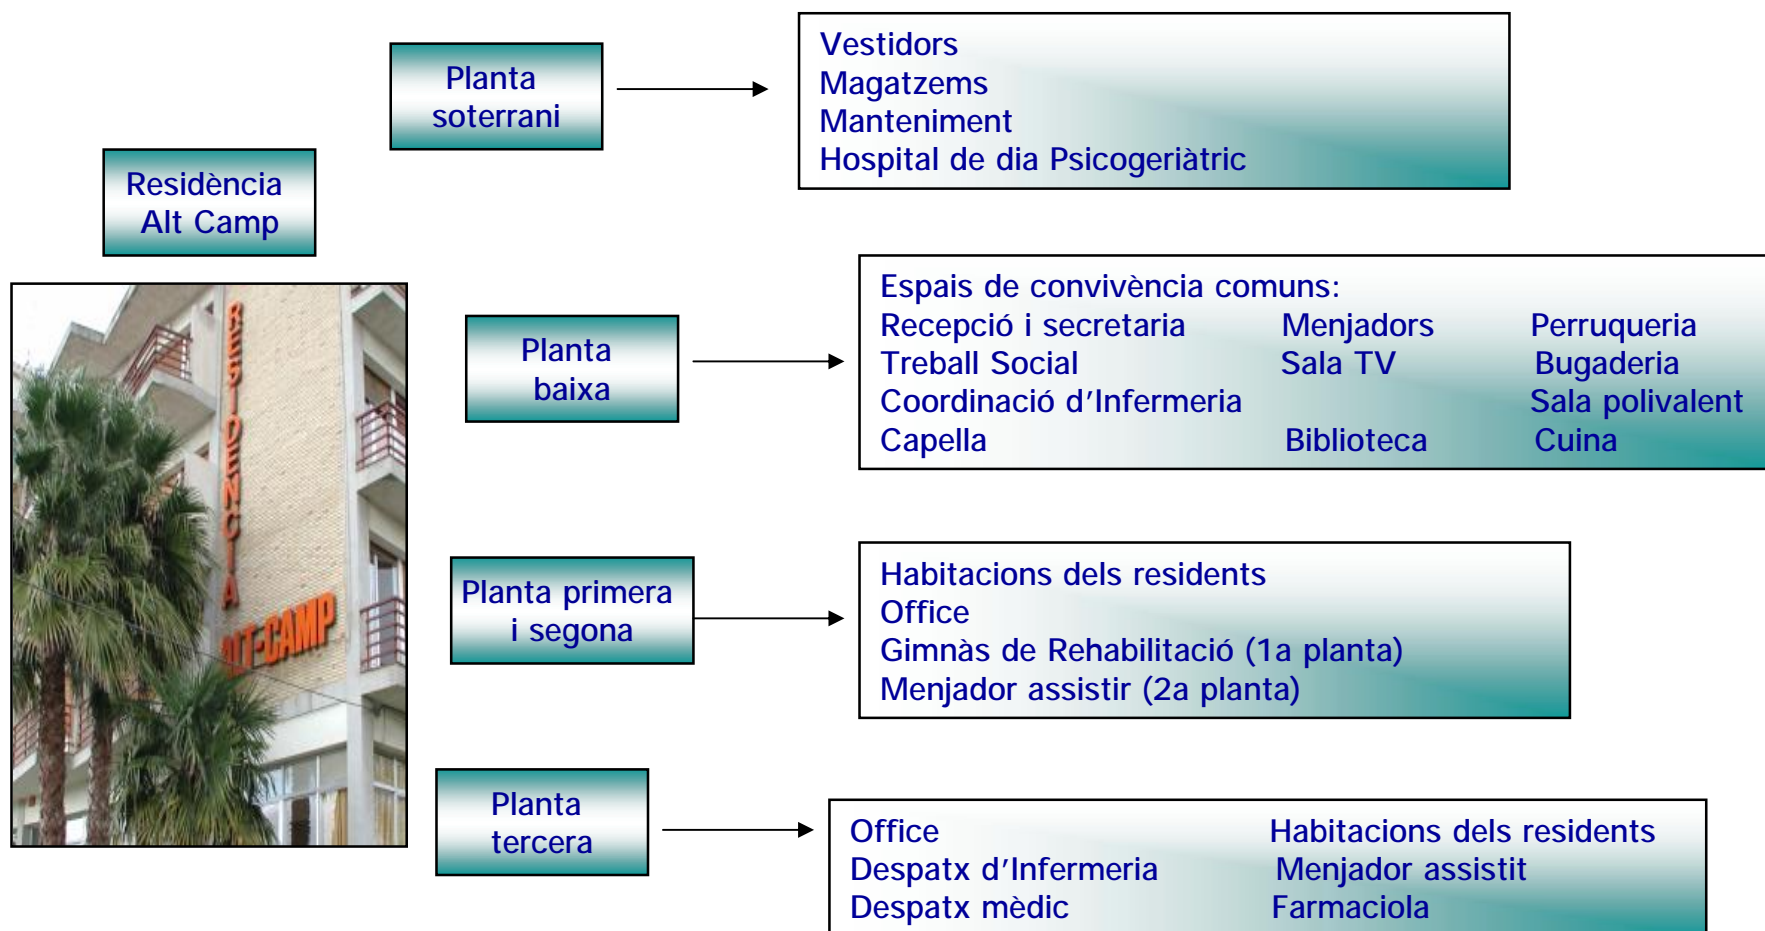 Planta
soterrani
Vestidors
Magatzems
Manteniment
Hospital de dia Psicogeriàtric
Residència
Alt Camp
RESIDENCIA
ALT-CAMP
Planta
baixa
Espais de convivència comuns:
Recepció i secretaria Menjadors Perruqueria
Treball Social Sala TV Bugaderia
Coordinació d'Infermeria Sala polivalent
Capella Biblioteca Cuina
Planta primera
i segona
Habitacions dels residents
Office
Gimnàs de Rehabilitació (1a planta)
Menjador assistir (2a planta)
Planta
tercera
Office Habitacions dels residents
Despatx d'Infermeria Menjador assistit
Despatx mèdic Farmaciola